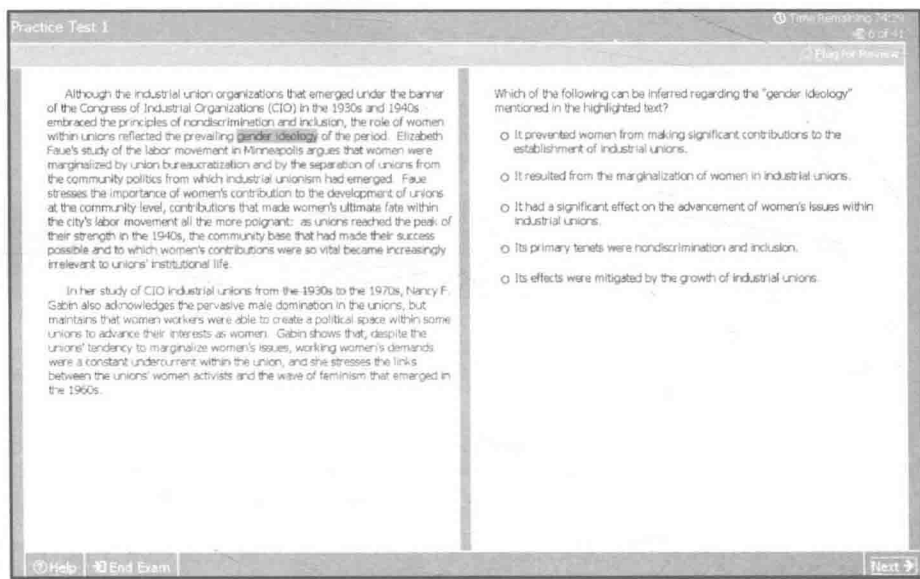 Practice Test 1
Time Remaining 24:29
6 of 41
Flag for Review
Although the industrial union organizations that emerged under the banner
of the Congress of Industrial Organizations (CIO) in the 1930s and 1940s
embraced the principles of nondiscrimination and inclusion, the role of women
within unions reflected the prevailing gender ideology of the period. Elizabeth
Faue's study of the labor movement in Minneapolis argues that women were
marginalized by union bureaucratization and by the separation of unions from
the community politics from which industrial unionism had emerged. Faue
stresses the importance of women's contribution to the development of unions
at the community level, contributions that made women's ultimate fate within
the city's labor movement all the more poignant: as unions reached the peak of
their strength in the 1940s, the community base that had made their success
possible and to which women's contributions were so vital became increasingly
irrelevant to unions' institutional life.
In her study of CIO industrial unions from the 1930s to the 1970s, Nancy F.
Gabin also acknowledges the pervasive male domination in the unions, but
maintains that women workers were able to create a political space within some
unions to advance their interests as women. Gabin shows that, despite the
unions' tendency to marginalize women's issues, working women's demands
were a constant undercurrent within the union, and she stresses the links
between the unions' women activists and the wave of feminism that emerged in
the 1960s.
Which of the following can be inferred regarding the "gender ideology"
mentioned in the highlighted text?
It prevented women from making significant contributions to the
establishment of industrial unions.
It resulted from the marginalization of women in industrial unions.
It had a significant effect on the advancement of women's issues within
industrial unions.
Its primary tenets were nondiscrimination and inclusion.
Its effects were mitigated by the growth of industrial unions.
Help
End Exam
Next